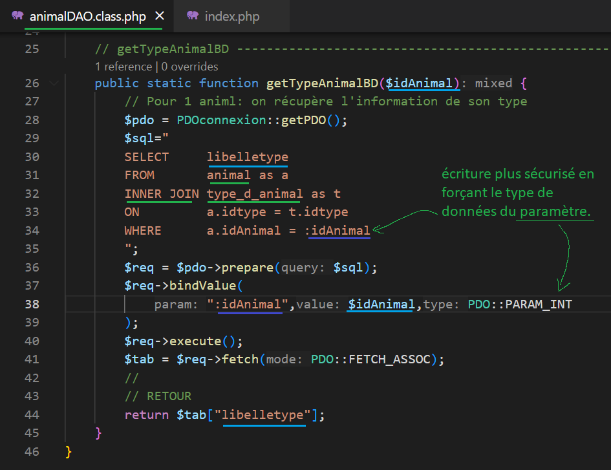 animalDAO.class.php × index.php
25 // getTypeAnimalBD ------------------------------------------------
1 reference | 0 overrides
26 public static function getTypeAnimalBD($idAnimal): mixed {
27 // Pour 1 animl: on récupère l'information de son type
28 $pdo = PDOconnexion::getPDO();
29 $sql="
30 SELECT libelletype
31 FROM animal as a
32 INNER JOIN type_d_animal as t
33 ON a.idtype = t.idtype
34 WHERE a.idAnimal = :idAnimal
35 ";
écriture plus sécurisé en
forçant le type de
données du paramètre.
36 $req = $pdo->prepare(query: $sql);
37 $req->bindValue(
38 param: ":idAnimal",value: $idAnimal,type: PDO::PARAM_INT
39 );
40 $req->execute();
41 $tab = $req->fetch(mode: PDO::FETCH_ASSOC);
42 //
43 // RETOUR
44 return $tab["libelletype"];
45 }
46 }